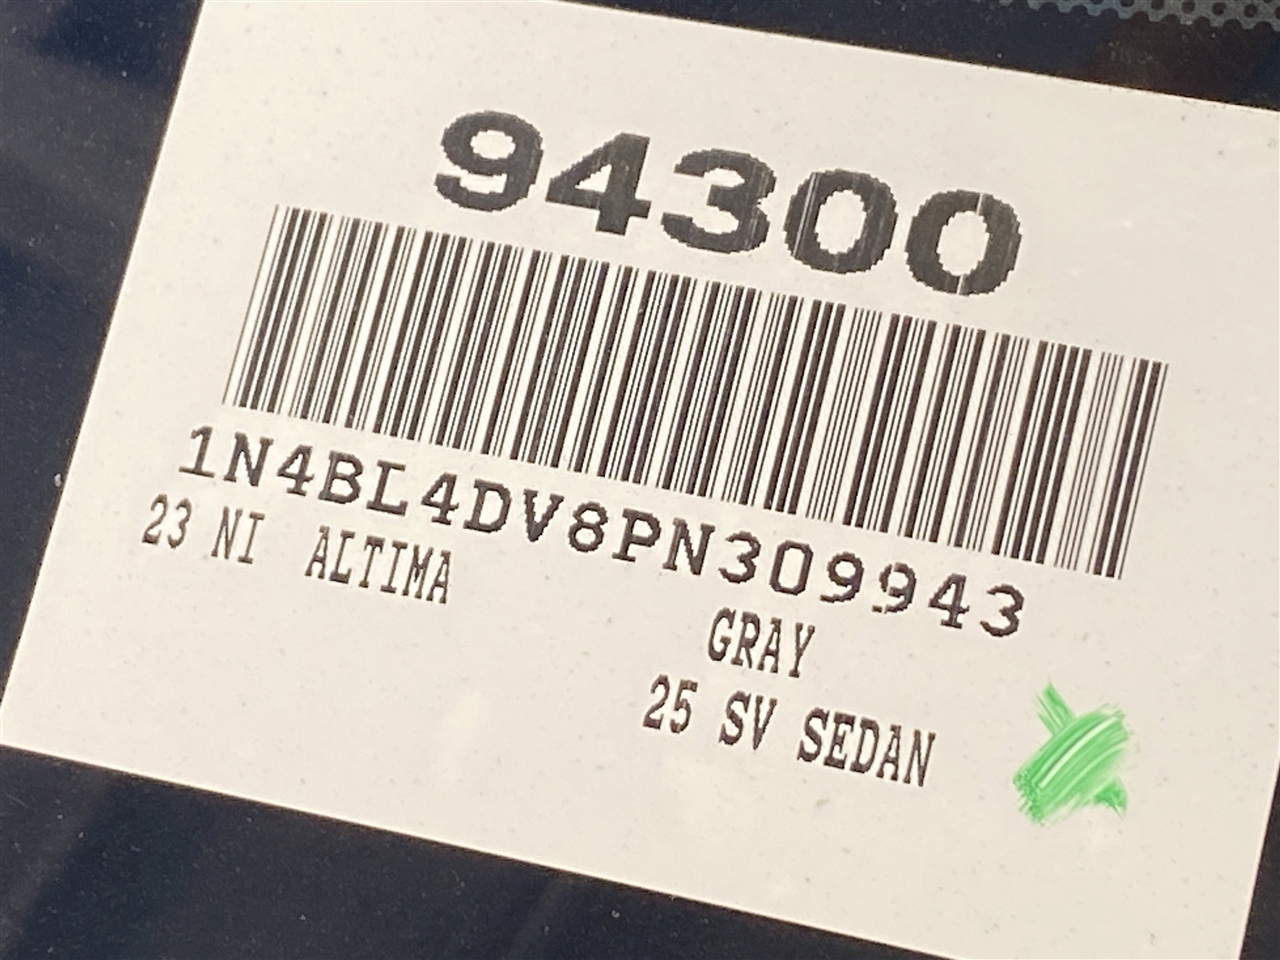 94300
1N4BL4DV8PN309943
23 NI ALTIMA
GRAY
25 SV SEDAN